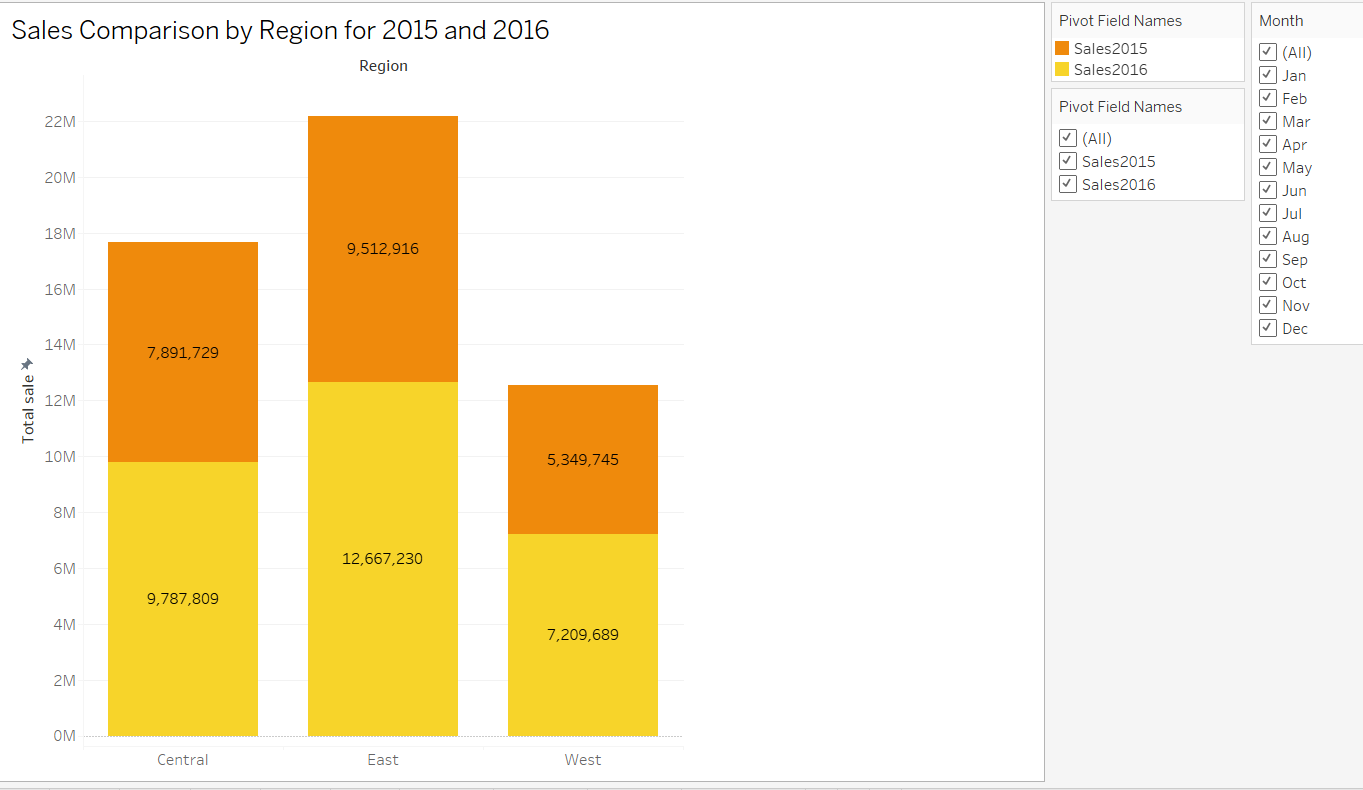 Sales Comparison by Region for 2015 and 2016
Region
Total sale
22M
20M
18M
16M
14M
12M
10M
8M
6M
4M
2M
0M
7,891,729
9,787,809
9,512,916
12,667,230
5,349,745
7,209,689
Central
East
West
Pivot Field Names
Sales2015
Sales2016
Pivot Field Names
(All)
Sales2015
Sales2016
Month
(All)
Jan
Feb
Mar
Apr
May
Jun
Jul
Aug
Sep
Oct
Nov
Dec